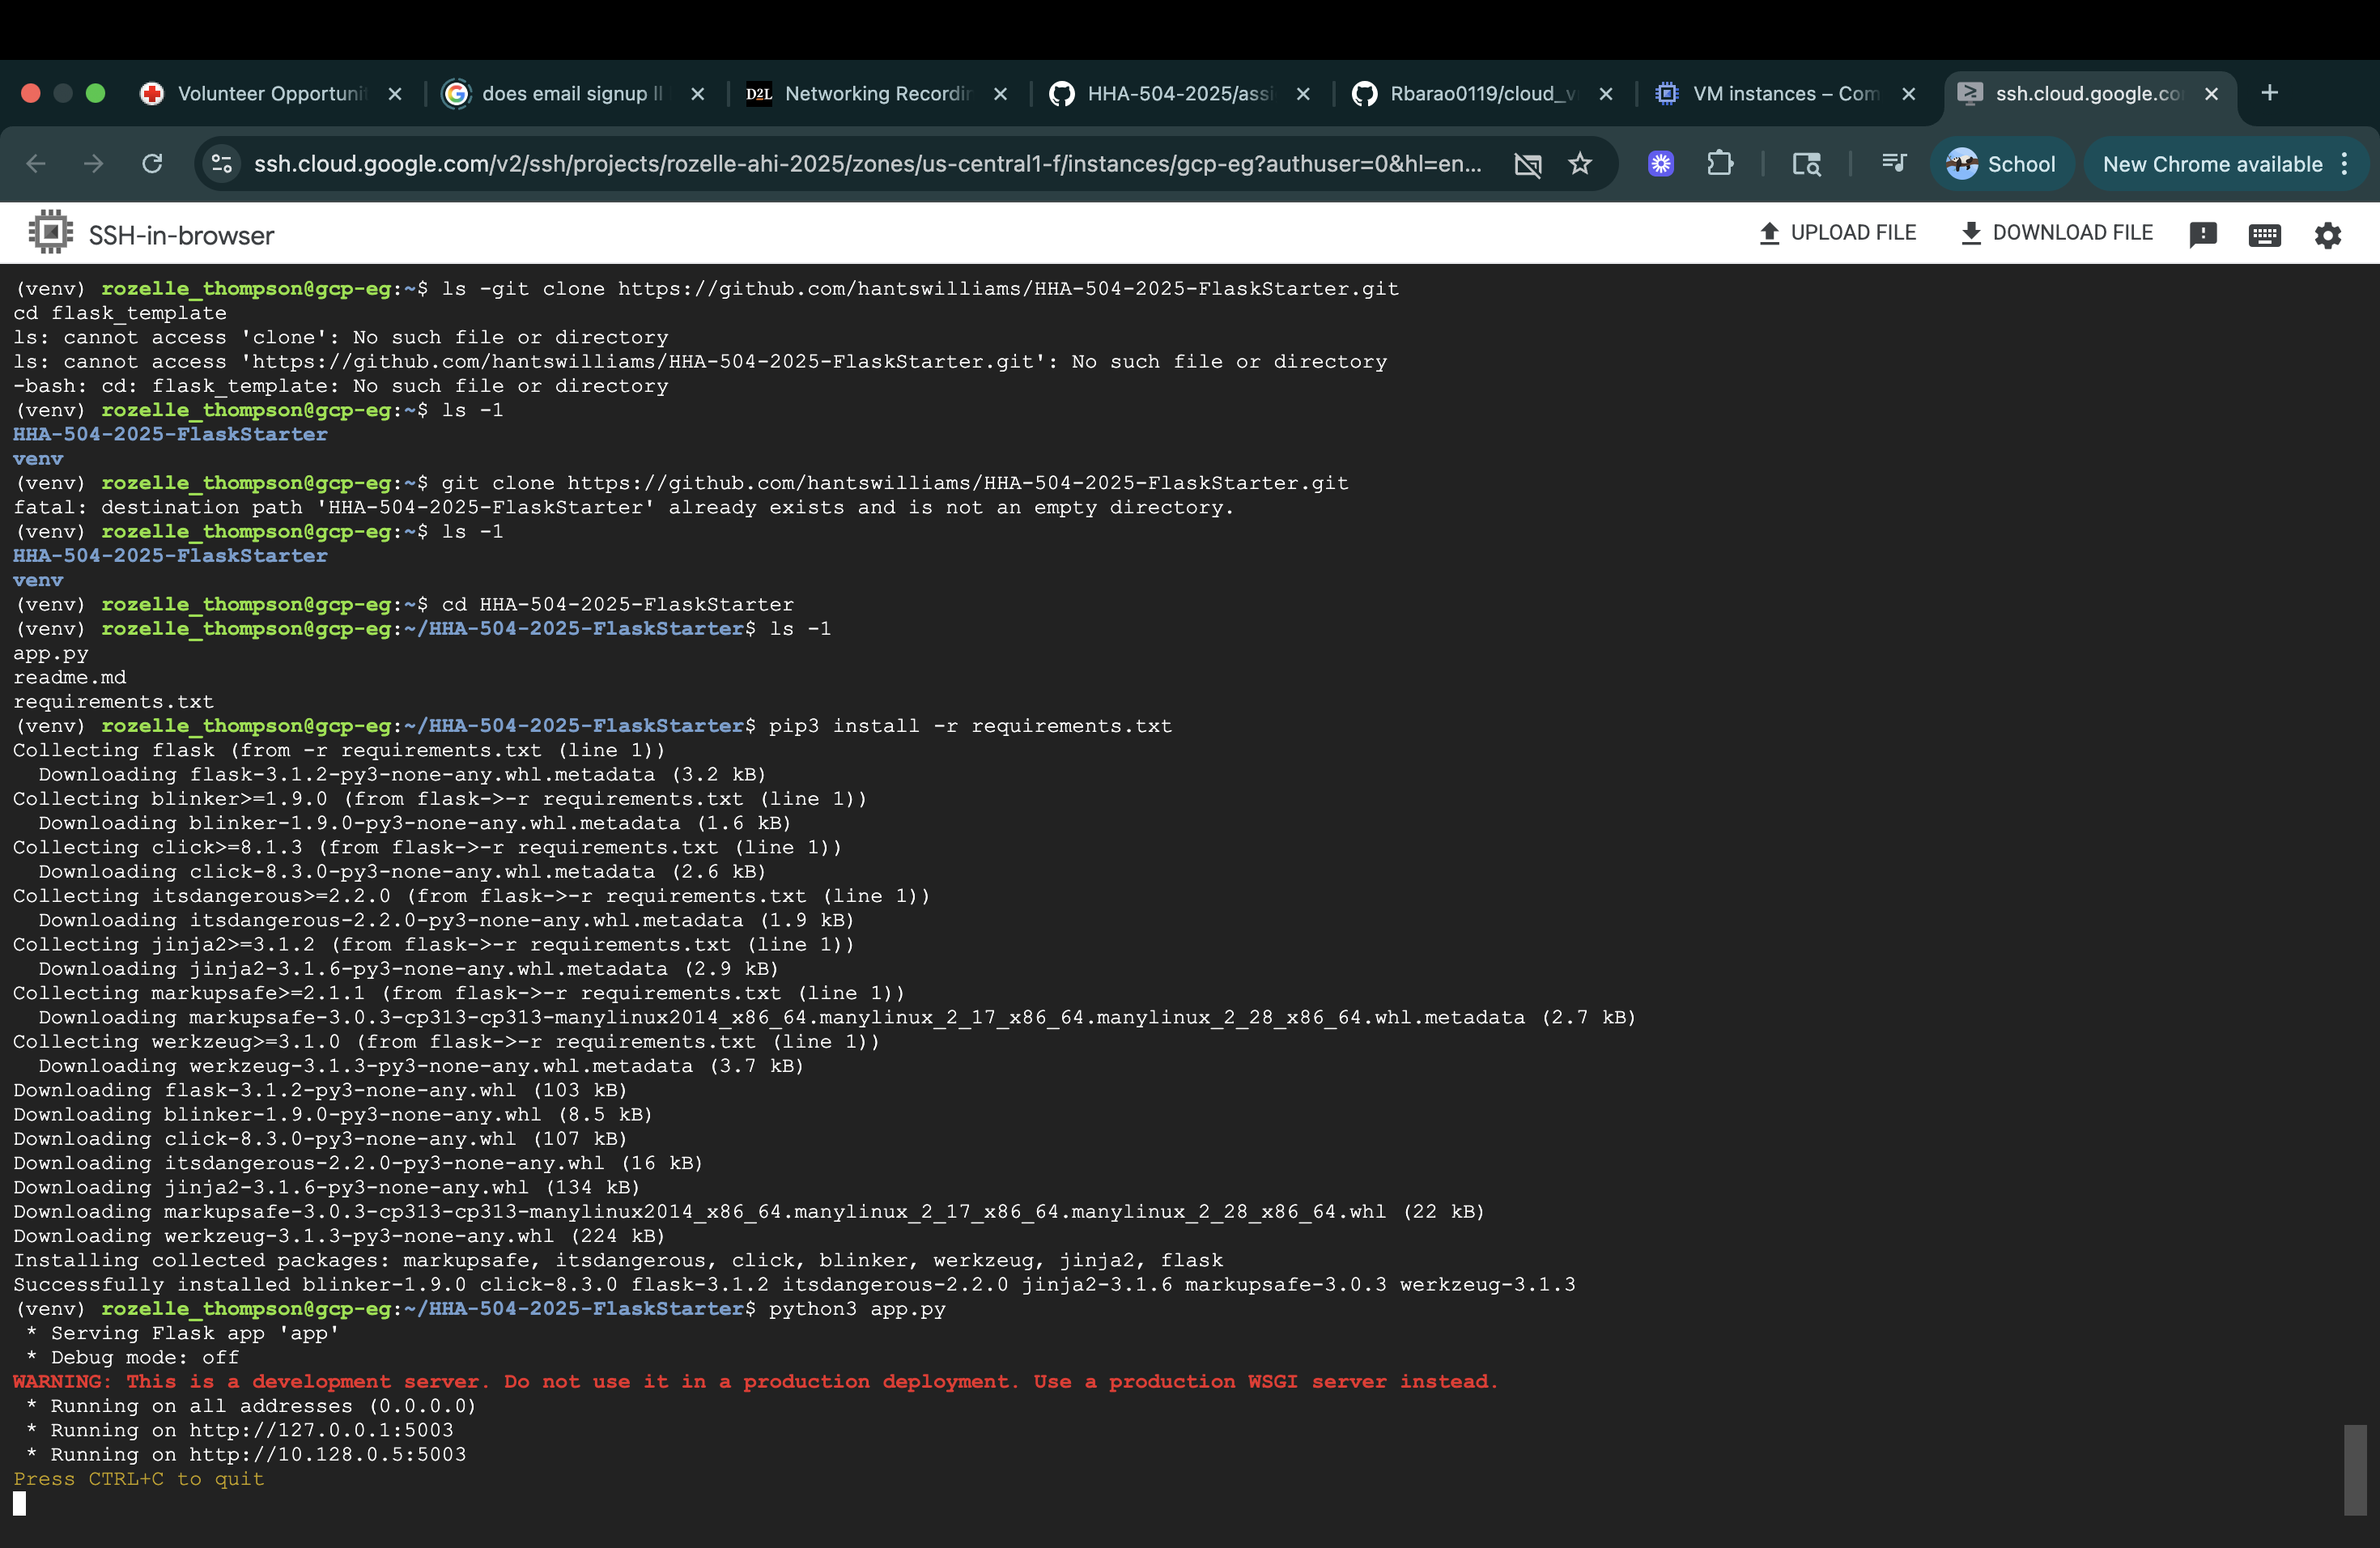 Volunteer Opportuni
does email signup ll
D2L Networking Recordin
HHA-504-2025/assi
Rbarao0119/cloud_v
VM instances – Com
ssh.cloud.google.co
ssh.cloud.google.com/v2/ssh/projects/rozelle-ahi-2025/zones/us-central1-f/instances/gcp-eg?authuser=0&hl=en...
School
New Chrome available
SSH-in-browser
UPLOAD FILE
DOWNLOAD FILE
(venv) rozelle_thompson@gcp-eg:~$ ls -git clone https://github.com/hantswilliams/HHA-504-2025-FlaskStarter.git
cd flask_template
ls: cannot access 'clone': No such file or directory
ls: cannot access 'https://github.com/hantswilliams/HHA-504-2025-FlaskStarter.git': No such file or directory
-bash: cd: flask_template: No such file or directory
(venv) rozelle_thompson@gcp-eg:~$ ls -1
HHA-504-2025-FlaskStarter
venv
(venv) rozelle_thompson@gcp-eg:~$ git clone https://github.com/hantswilliams/HHA-504-2025-FlaskStarter.git
fatal: destination path 'HHA-504-2025-FlaskStarter' already exists and is not an empty directory.
(venv) rozelle_thompson@gcp-eg:~$ ls -1
HHA-504-2025-FlaskStarter
venv
(venv) rozelle_thompson@gcp-eg:~$ cd HHA-504-2025-FlaskStarter
(venv) rozelle_thompson@gcp-eg:~/HHA-504-2025-FlaskStarter$ ls -1
app.py
readme.md
requirements.txt
(venv) rozelle_thompson@gcp-eg:~/HHA-504-2025-FlaskStarter$ pip3 install -r requirements.txt
Collecting flask (from -r requirements.txt (line 1))
  Downloading flask-3.1.2-py3-none-any.whl.metadata (3.2 kB)
Collecting blinker>=1.9.0 (from flask->-r requirements.txt (line 1))
  Downloading blinker-1.9.0-py3-none-any.whl.metadata (1.6 kB)
Collecting click>=8.1.3 (from flask->-r requirements.txt (line 1))
  Downloading click-8.3.0-py3-none-any.whl.metadata (2.6 kB)
Collecting itsdangerous>=2.2.0 (from flask->-r requirements.txt (line 1))
  Downloading itsdangerous-2.2.0-py3-none-any.whl.metadata (1.9 kB)
Collecting jinja2>=3.1.2 (from flask->-r requirements.txt (line 1))
  Downloading jinja2-3.1.6-py3-none-any.whl.metadata (2.9 kB)
Collecting markupsafe>=2.1.1 (from flask->-r requirements.txt (line 1))
  Downloading markupsafe-3.0.3-cp313-cp313-manylinux2014_x86_64.manylinux_2_17_x86_64.manylinux_2_28_x86_64.whl.metadata (2.7 kB)
Collecting werkzeug>=3.1.0 (from flask->-r requirements.txt (line 1))
  Downloading werkzeug-3.1.3-py3-none-any.whl.metadata (3.7 kB)
Downloading flask-3.1.2-py3-none-any.whl (103 kB)
Downloading blinker-1.9.0-py3-none-any.whl (8.5 kB)
Downloading click-8.3.0-py3-none-any.whl (107 kB)
Downloading itsdangerous-2.2.0-py3-none-any.whl (16 kB)
Downloading jinja2-3.1.6-py3-none-any.whl (134 kB)
Downloading markupsafe-3.0.3-cp313-cp313-manylinux2014_x86_64.manylinux_2_17_x86_64.manylinux_2_28_x86_64.whl (22 kB)
Downloading werkzeug-3.1.3-py3-none-any.whl (224 kB)
Installing collected packages: markupsafe, itsdangerous, click, blinker, werkzeug, jinja2, flask
Successfully installed blinker-1.9.0 click-8.3.0 flask-3.1.2 itsdangerous-2.2.0 jinja2-3.1.6 markupsafe-3.0.3 werkzeug-3.1.3
(venv) rozelle_thompson@gcp-eg:~/HHA-504-2025-FlaskStarter$ python3 app.py
 * Serving Flask app 'app'
 * Debug mode: off
WARNING: This is a development server. Do not use it in a production deployment. Use a production WSGI server instead.
 * Running on all addresses (0.0.0.0)
 * Running on http://127.0.0.1:5003
 * Running on http://10.128.0.5:5003
Press CTRL+C to quit